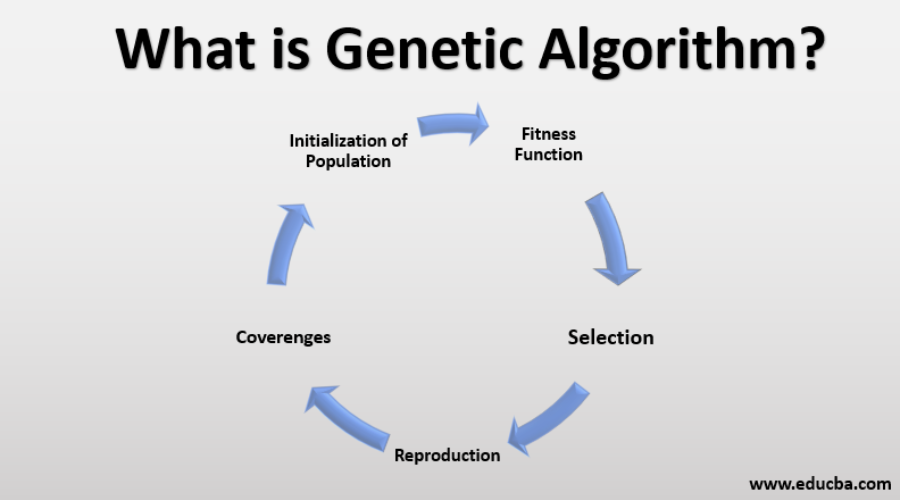 What is Genetic Algorithm?
Initialization of
Population
Fitness
Function
Selection
Reproduction
Coverenges
www.educba.com